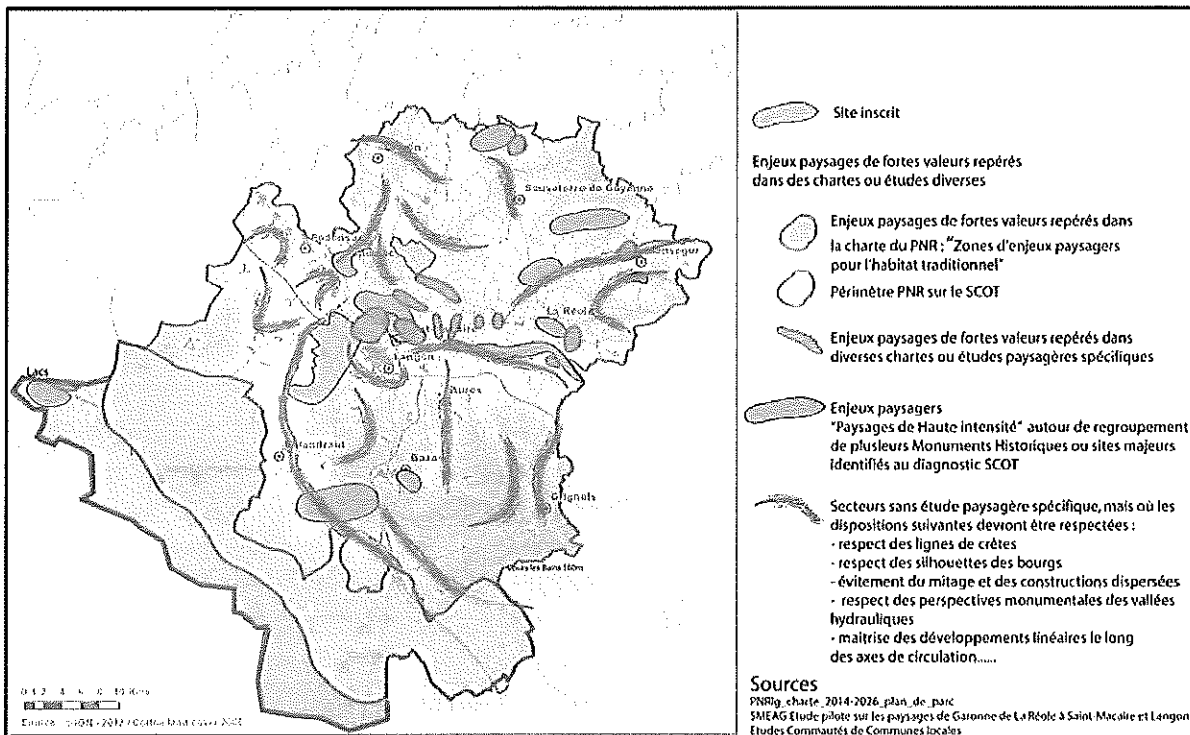 Sauveterre de Guyenne
La Réole
Langon
Lacs
Auros
Grignols
Site inscrit
Enjeux paysages de fortes valeurs repérés
dans des chartes ou études diverses
Enjeux paysages de fortes valeurs repérés dans
la charte du PNR : "Zones d'enjeux paysagers
pour l'habitat traditionnel"
Périmètre PNR sur le SCOT
Enjeux paysages de fortes valeurs repérés dans
diverses chartes ou études paysagères spécifiques
Enjeux paysagers
"Paysages de Haute intensité" autour de regroupement
de plusieurs Monuments Historiques ou sites majeurs
identifiés au diagnostic SCOT
Secteurs sans étude paysagère spécifique, mais où les
dispositions suivantes devront être respectées :
- respect des lignes de crêtes
- respect des silhouettes des bourgs
- évitement du mitage et des constructions dispersées
- respect des perspectives monumentales des vallées
hydrauliques
- maitrise des développements linéaires le long
des axes de circulation......
Sources
PNRlg_charte_2014-2026_plan_de_parc
SMEAG Etude pilote sur les paysages de Garonne de La Réole à Saint-Macaire et Langon
Etudes Commautés de Communes locales